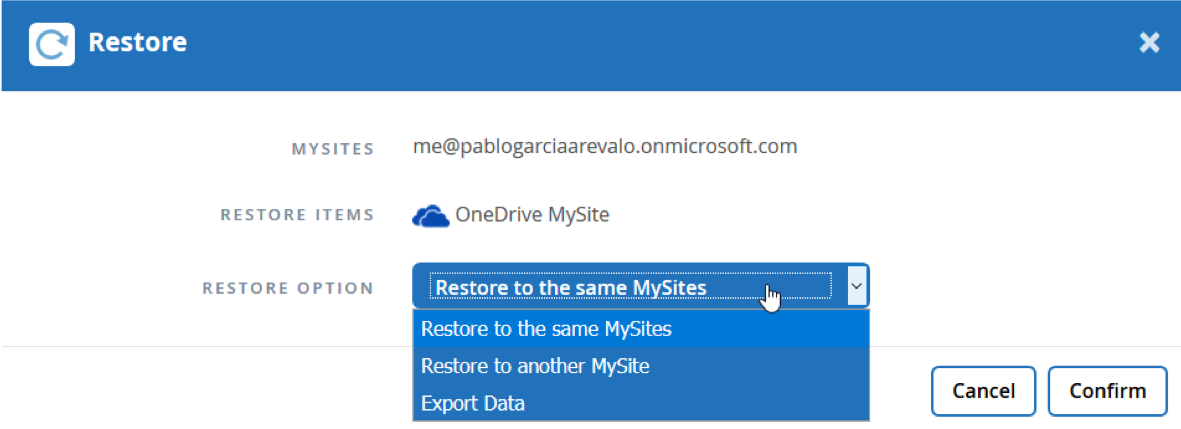 Restore
MYSITES me@pablogarciaarevalo.onmicrosoft.com
RESTORE ITEMS OneDrive MySite
RESTORE OPTION Restore to the same MySites
Restore to the same MySites
Restore to another MySite
Export Data
Cancel Confirm